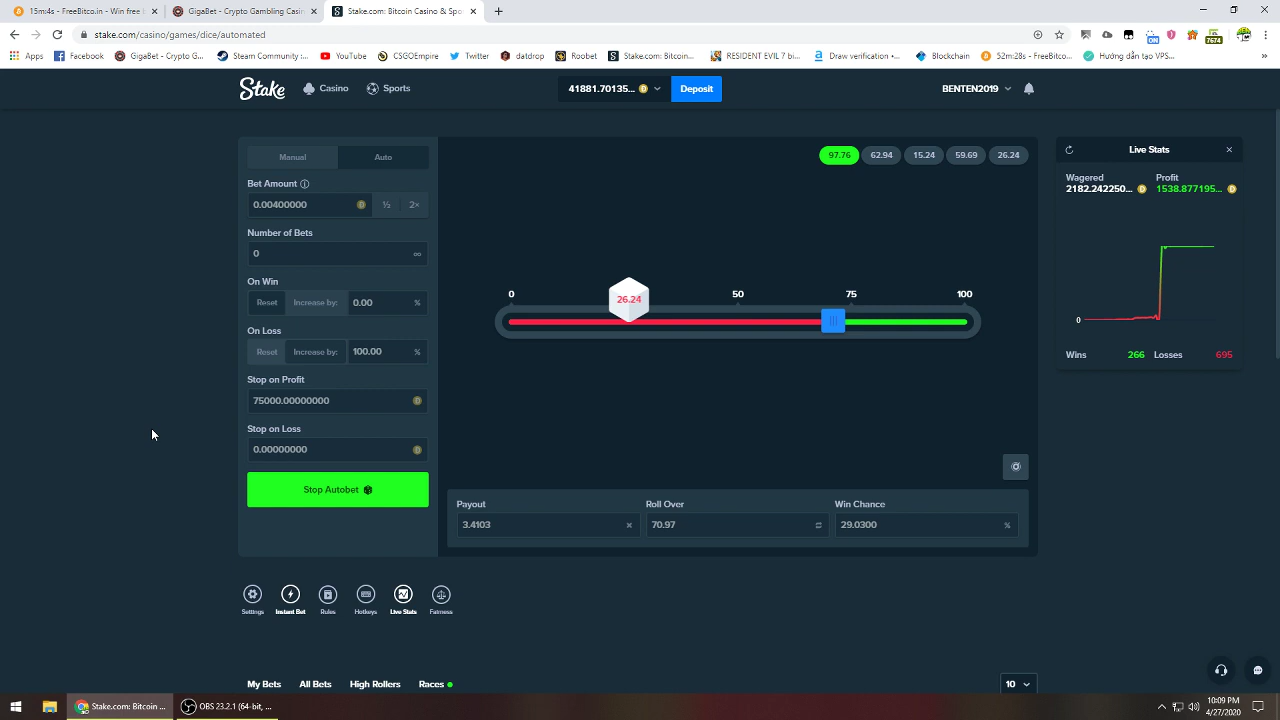 15m4s - FreeBitco.in - Win free
GigaBet - Crypto Gambling Casino
Stake.com: Bitcoin Casino & Spo
stake.com/casino/games/dice/automated
ON
7674
Apps
Facebook
GigaBet - Crypto G...
Steam Community :...
YouTube
CSGOEmpire
Twitter
datdrop
Roobet
Stake.com: Bitcoin...
RESIDENT EVIL 7 bi...
Draw verification -...
Blockchain
52m28s - FreeBitco...
Hướng dẫn tạo VPS...
Stake
Casino
Sports
41881.70135...
Deposit
BENTEN2019
Manual
Auto
97.76
62.94
15.24
59.69
26.24
Live Stats
Bet Amount
0.00400000
½
2×
Wagered
2182.242250...
Profit
1538.877195...
Number of Bets
0
∞
On Win
Reset
Increase by:
0.00
%
0
25
50
75
100
26.24
0
On Loss
Reset
Increase by:
100.00
%
Wins
266
Losses
695
Stop on Profit
75000.00000000
Stop on Loss
0.00000000
Stop Autobet
Payout
3.4103
Roll Over
70.97
Win Chance
29.0300
%
Settings
Instant Bet
Rules
Hotkeys
Live Stats
Fairness
My Bets
All Bets
High Rollers
Races
10
Stake.com: Bitcoin ...
OBS 23.2.1 (64-bit, ...
10:09 PM
4/27/2020